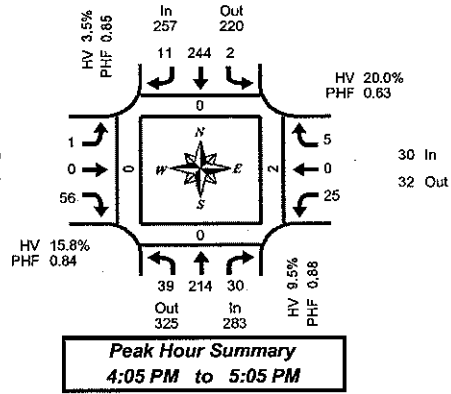 In Out
257 220
HV 3.5%
PHF 0.85
11 244 2
HV 20.0%
PHF 0.63
0
1
0
56
0
N
W E
S
2
5
0
25
30 In
32 Out
0
HV 15.8%
PHF 0.84
39 214 30
HV 9.5%
PHF 0.88
Out In
325 283
Peak Hour Summary
4:05 PM to 5:05 PM